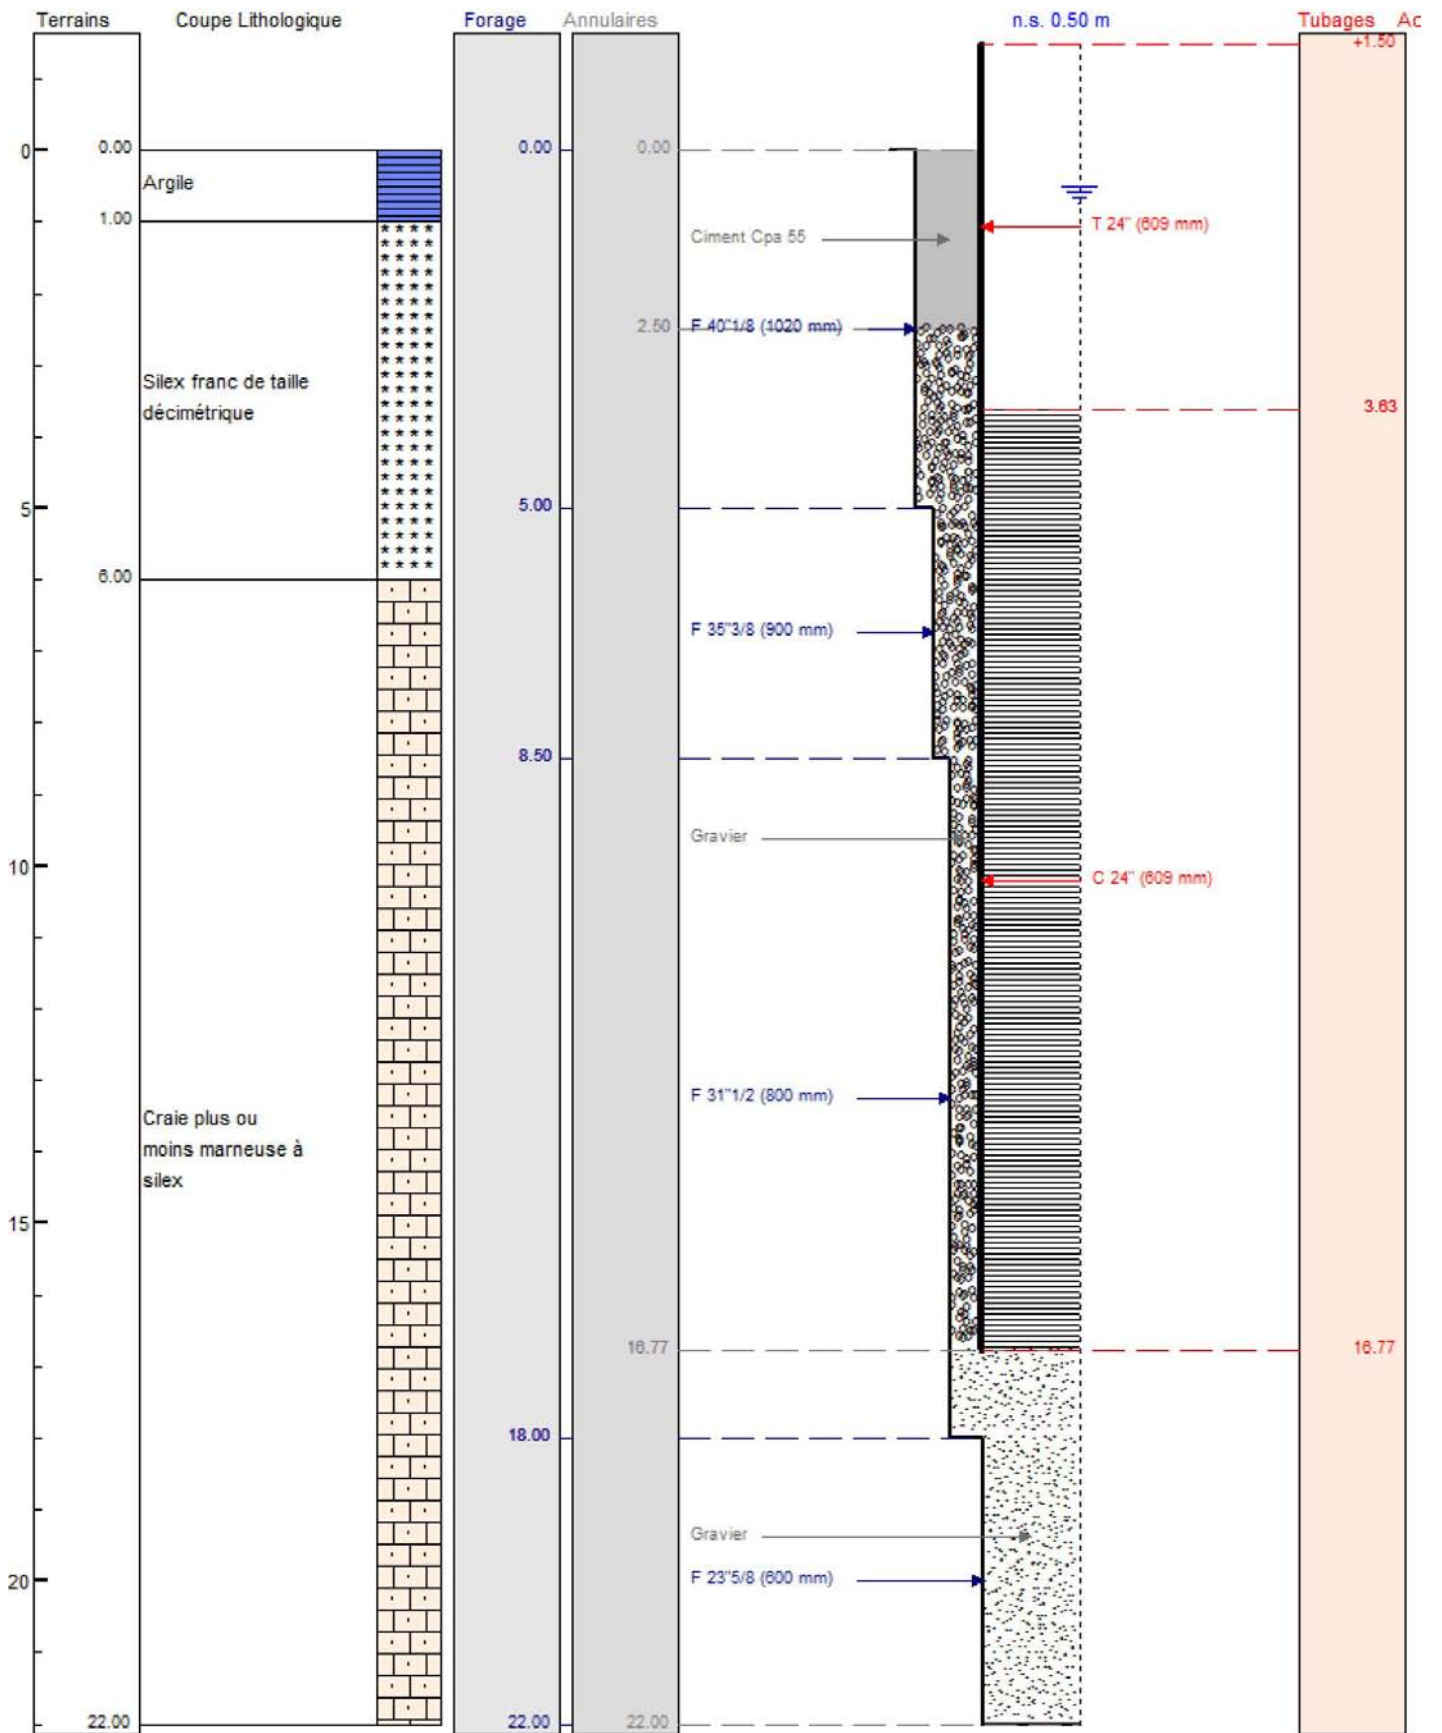 Terrains Coupe Lithologique Forage Annulaires n.s. 0.50 m Tubages Ac
+1.50
0 0.00 0.00 0.00
Argile
1.00
T 24" (609 mm)
Ciment Cpa 55
2.50 F 40"1/8 (1020 mm)
Silex franc de taille
décimétrique
3.63
5 5.00
6.00
F 35"3/8 (900 mm)
8.50
Gravier
10
C 24" (609 mm)
F 31"1/2 (800 mm)
Craie plus ou
moins marneuse à
silex
15
16.77 16.77
18.00
Gravier
20 F 23"5/8 (600 mm)
22.00 22.00 22.00